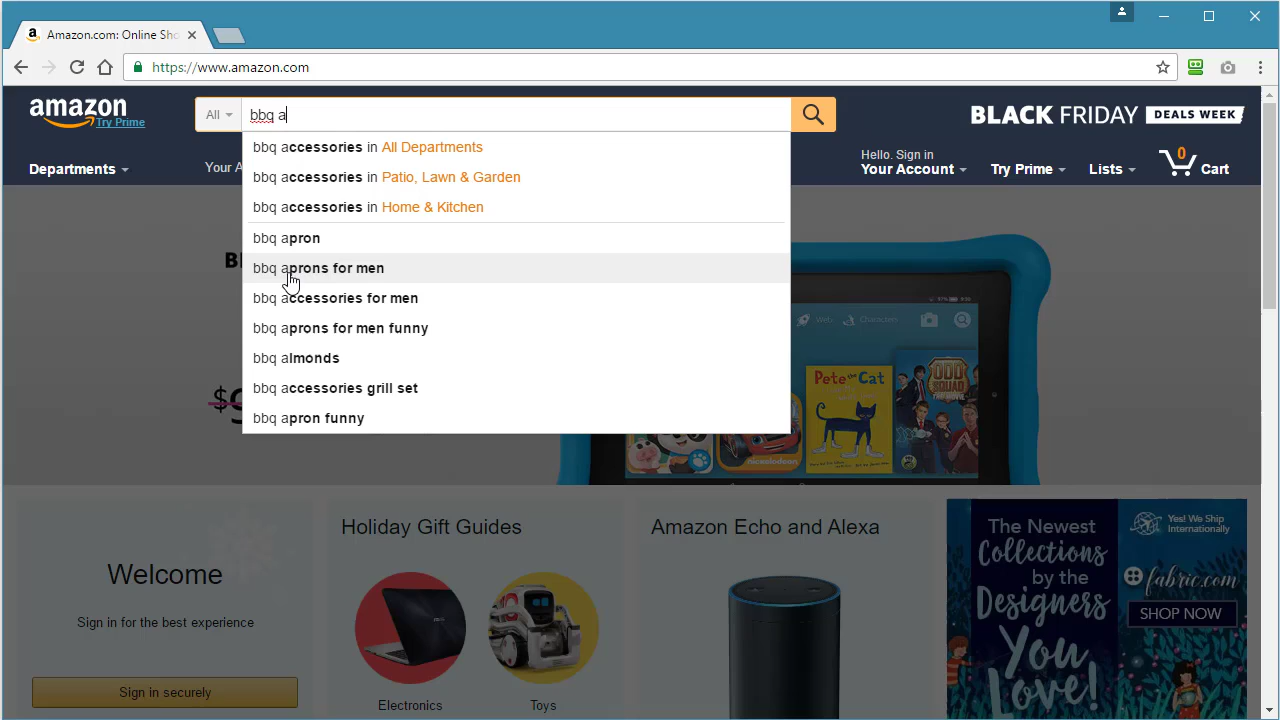 Amazon.com: Online Sho
https://www.amazon.com
amazon
Try Prime
All
bbq a
BLACK FRIDAY DEALS WEEK
Departments
Your A
Hello. Sign in
Your Account
Try Prime
Lists
0
Cart
bbq accessories in All Departments
bbq accessories in Patio, Lawn & Garden
bbq accessories in Home & Kitchen
bbq apron
bbq aprons for men
bbq accessories for men
bbq aprons for men funny
bbq almonds
bbq accessories grill set
bbq apron funny
Web
Characters
Pete the Cat
ODD SQUAD
nickelodeon
Welcome
Sign in for the best experience
Sign in securely
Holiday Gift Guides
Electronics
Toys
Amazon Echo and Alexa
The Newest
Collections
by the
Designers
You
Love!
Yes! We Ship
Internationally
fabric.com
SHOP NOW